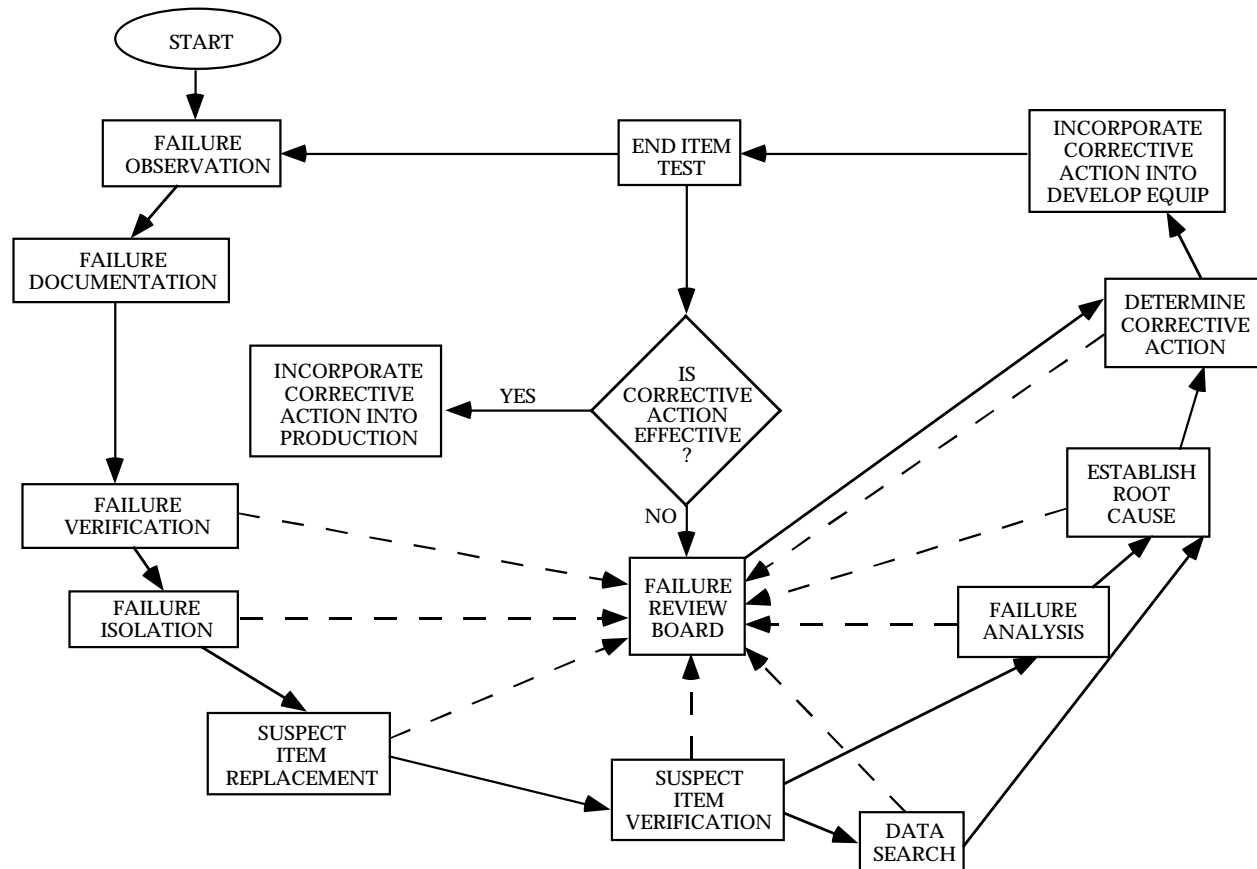 START
FAILURE
OBSERVATION
END ITEM
TEST
INCORPORATE
CORRECTIVE
ACTION INTO
DEVELOP EQUIP
FAILURE
DOCUMENTATION
DETERMINE
CORRECTIVE
ACTION
INCORPORATE
CORRECTIVE
ACTION INTO
PRODUCTION
YES
IS
CORRECTIVE
ACTION
EFFECTIVE
?
NO
ESTABLISH
ROOT
CAUSE
FAILURE
VERIFICATION
FAILURE
ISOLATION
FAILURE
REVIEW
BOARD
FAILURE
ANALYSIS
SUSPECT
ITEM
REPLACEMENT
SUSPECT
ITEM
VERIFICATION
DATA
SEARCH